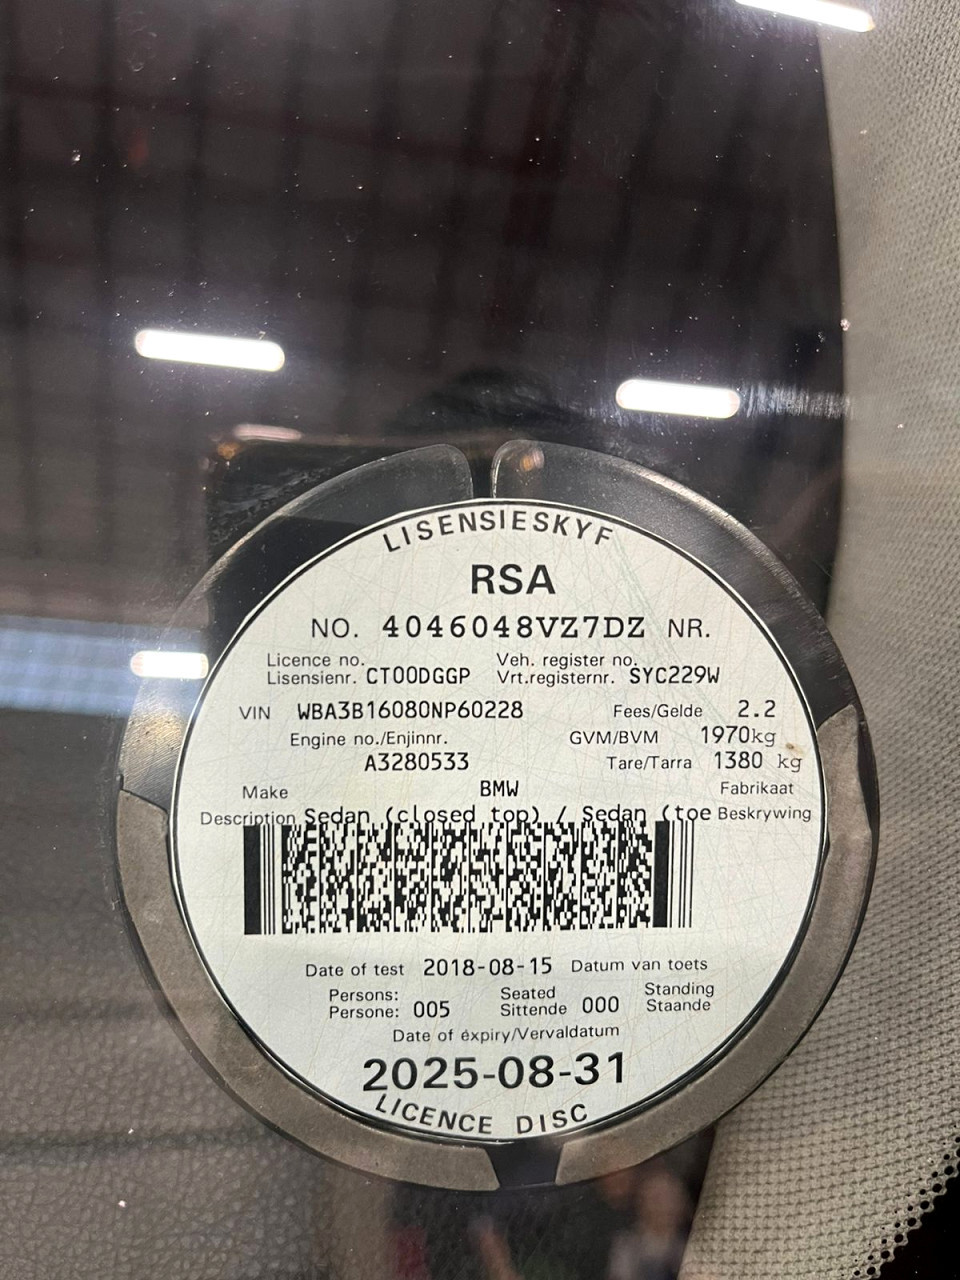 LISENSIESKYF
RSA
NO. 4046048VZ7DZ NR.
Licence no. Veh. register no.
Lisensienr. CT00DGGP Vrt.registernr. SYC229W
VIN WBA3B16080NP60228 Fees/Gelde 2.2
Engine no./Enjinnr. GVM/BVM 1970kg
A3280533 Tare/Tarra 1380 kg
Make BMW Fabrikaat
Description Sedan (closed top) / Sedan (toe Beskrywing
Date of test 2018-08-15 Datum van toets
Persons: Seated Standing
Persone: 005 Sittende 000 Staande
Date of expiry/Vervaldatum
2025-08-31
LICENCE DISC